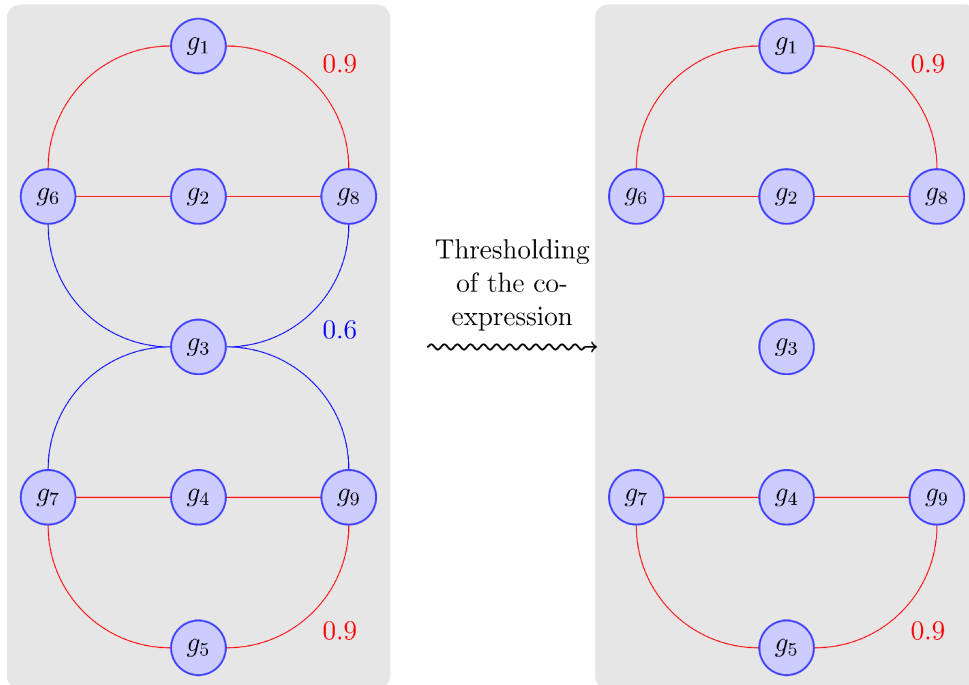 g1
0.9
g6 g2 g8
0.6
g3
g7 g4 g9
0.9
g5
Thresholding
of the co-
expression
g1
0.9
g6 g2 g8
g3
g7 g4 g9
0.9
g5